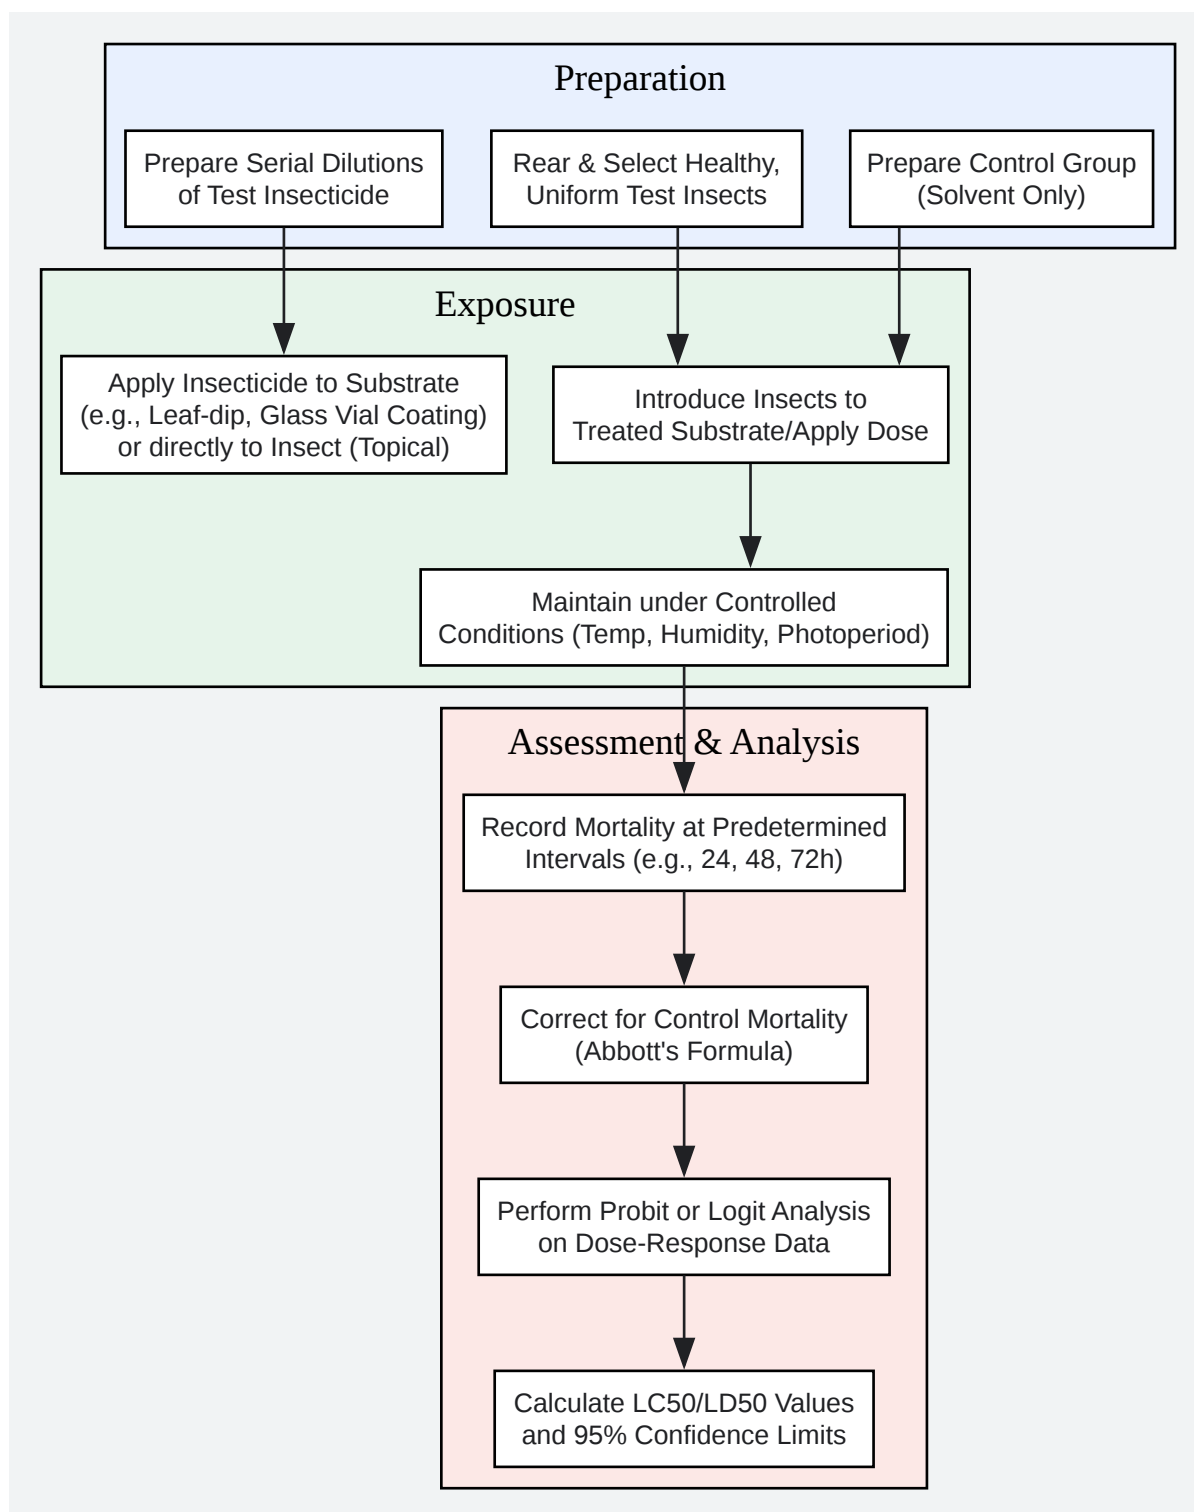 Preparation
Prepare Serial Dilutions
of Test Insecticide
Rear & Select Healthy,
Uniform Test Insects
Prepare Control Group
(Solvent Only)
Exposure
Apply Insecticide to Substrate
(e.g., Leaf-dip, Glass Vial Coating)
or directly to Insect (Topical)
Introduce Insects to
Treated Substrate/Apply Dose
Maintain under Controlled
Conditions (Temp, Humidity, Photoperiod)
Assessment & Analysis
Record Mortality at Predetermined
Intervals (e.g., 24, 48, 72h)
Correct for Control Mortality
(Abbott's Formula)
Perform Probit or Logit Analysis
on Dose-Response Data
Calculate LC50/LD50 Values
and 95% Confidence Limits